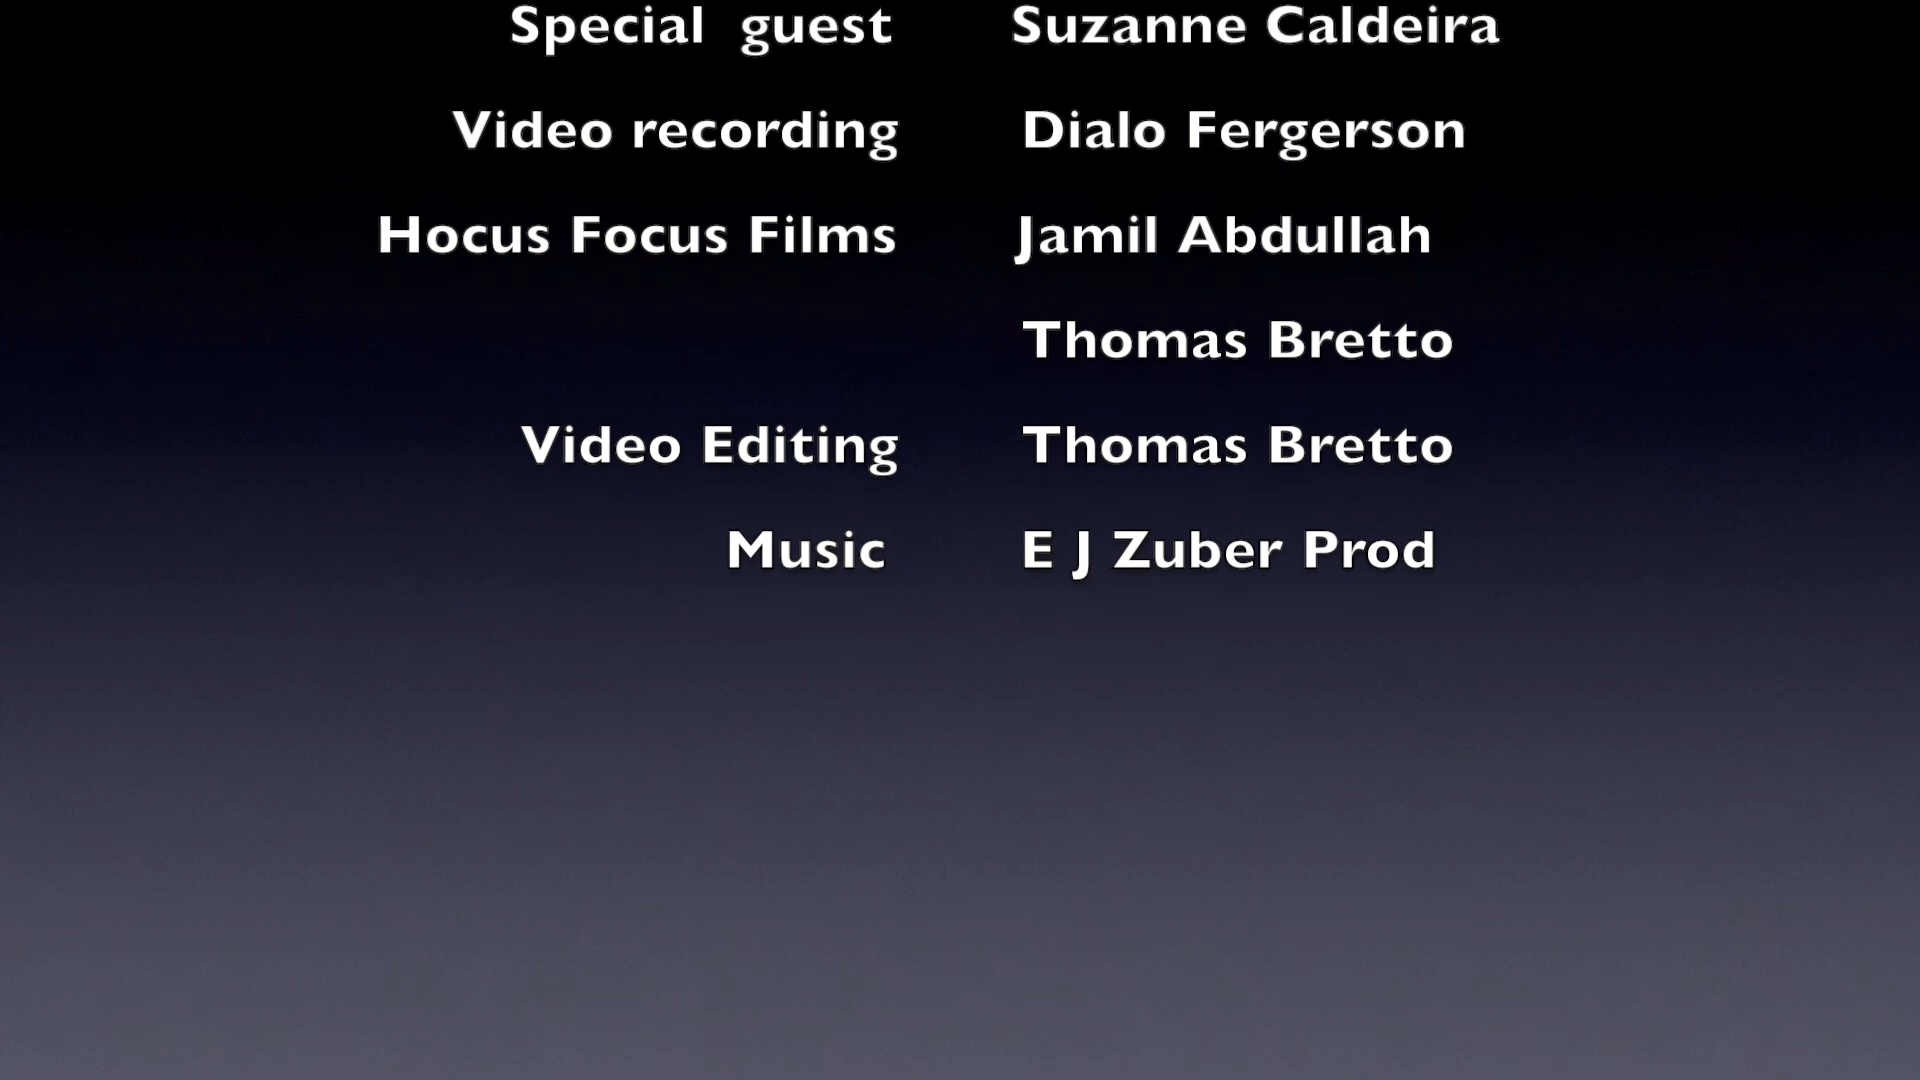 Special guest Suzanne Caldeira
Video recording Dialo Fergerson
Hocus Focus Films Jamil Abdullah
Thomas Bretto
Video Editing Thomas Bretto
Music E J Zuber Prod